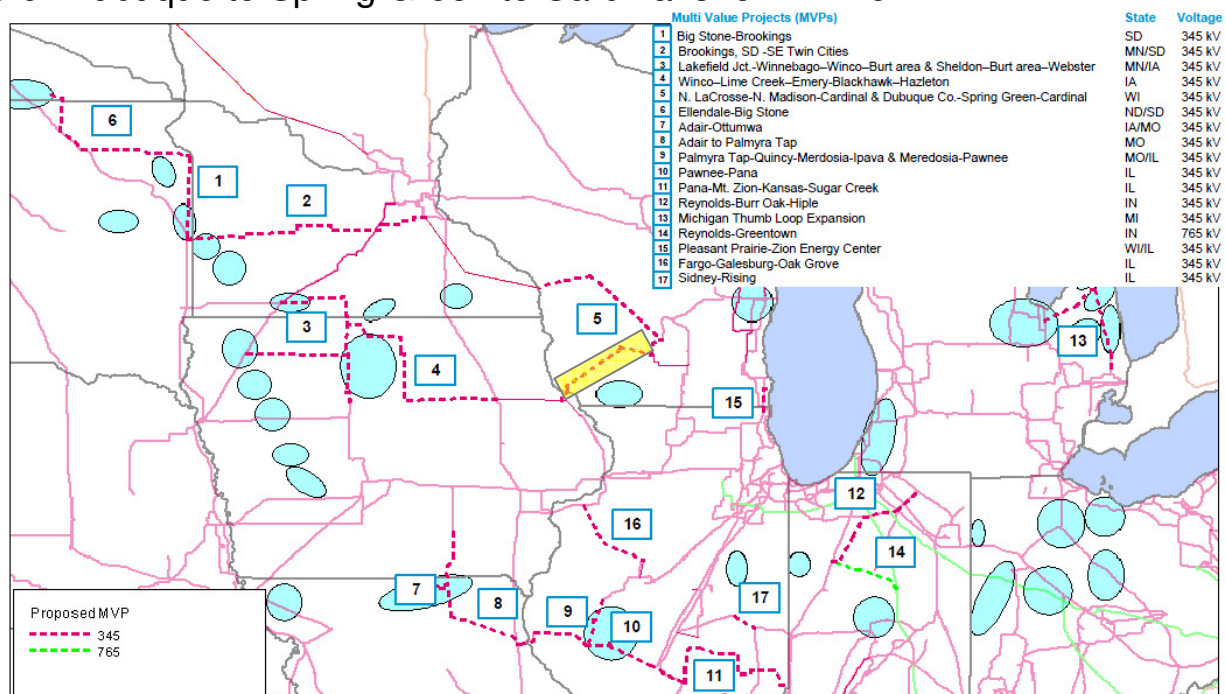 Multi Value Projects (MVPs) State Voltage
1 Big Stone-Brookings SD 345 kV
2 Brookings, SD -SE Twin Cities MN/SD 345 kV
3 Lakefield Jct.-Winnebago–Winco–Burt area & Sheldon–Burt area–Webster MN/IA 345 kV
4 Winco–Lime Creek–Emery-Blackhawk–Hazleton IA 345 kV
5 N. LaCrosse-N. Madison-Cardinal & Dubuque Co.-Spring Green-Cardinal WI 345 kV
6 Ellendale-Big Stone ND/SD 345 kV
7 Adair-Ottumwa IA/MO 345 kV
8 Adair to Palmyra Tap MO 345 kV
9 Palmyra Tap-Quincy-Merdosia-Ipava & Meredosia-Pawnee MO/IL 345 kV
10 Pawnee-Pana IL 345 kV
11 Pana-Mt. Zion-Kansas-Sugar Creek IL 345 kV
12 Reynolds-Burr Oak-Hiple IN 345 kV
13 Michigan Thumb Loop Expansion MI 345 kV
14 Reynolds-Greentown IN 765 kV
15 Pleasant Prairie-Zion Energy Center WI/IL 345 kV
16 Fargo-Galesburg-Oak Grove IL 345 kV
17 Sidney-Rising IL 345 kV
6
1
2
5
3
13
4
15
12
16
14
7
8
9
17
10
11
Proposed MVP
345
765